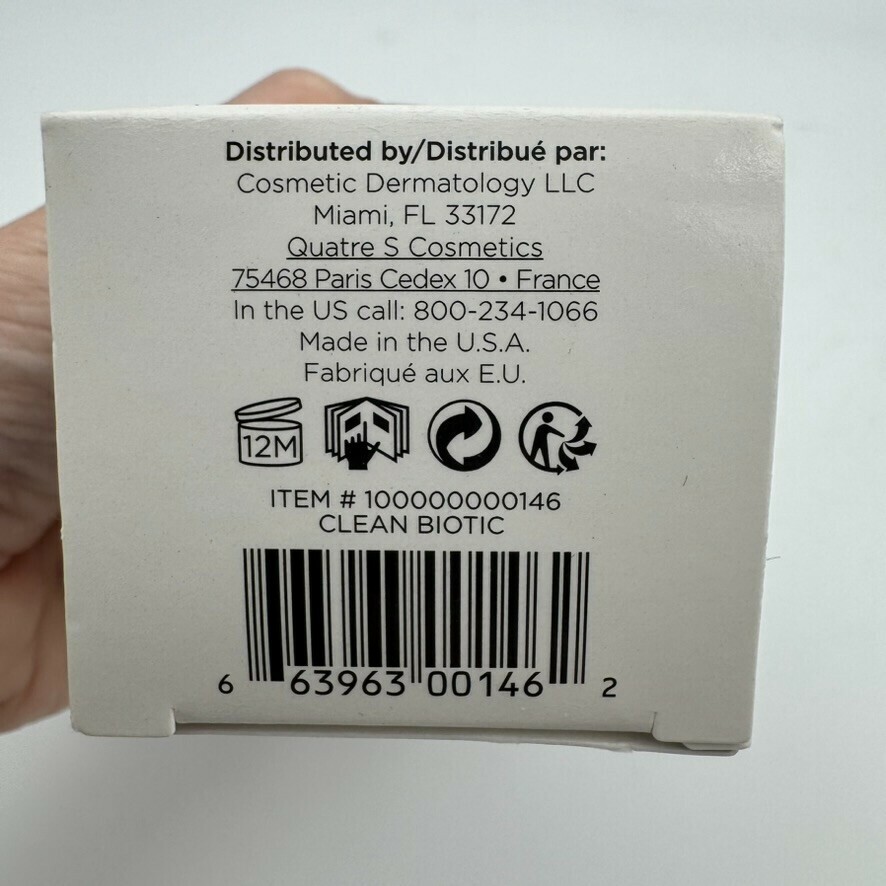 Distributed by/Distribué par:
Cosmetic Dermatology LLC
Miami, FL 33172
Quatre S Cosmetics
75468 Paris Cedex 10 • France
In the US call: 800-234-1066
Made in the U.S.A.
Fabriqué aux E.U.
12M
ITEM # 100000000146
CLEAN BIOTIC
6 63963 00146 2